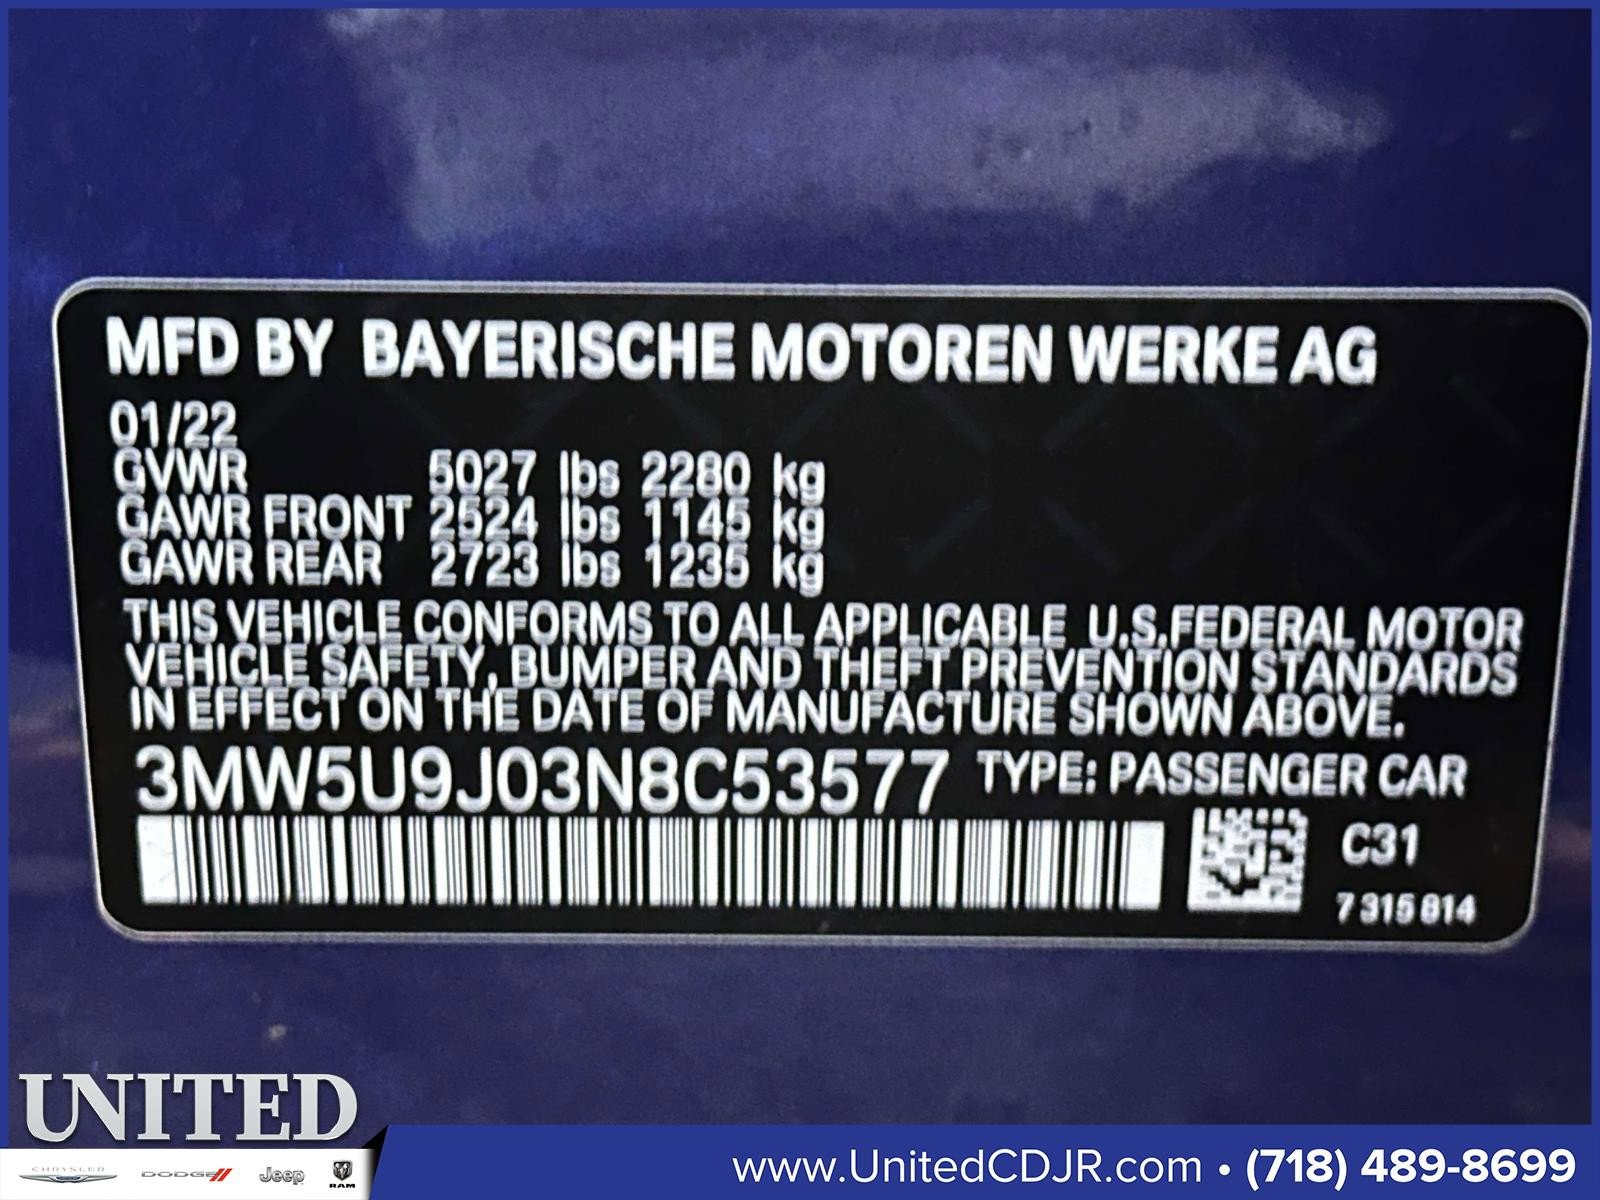 MFD BY BAYERISCHE MOTOREN WERKE AG
01/22
GVWR 5027 lbs 2280 kg
GAWR FRONT 2524 lbs 1145 kg
GAWR REAR 2723 lbs 1235 kg
THIS VEHICLE CONFORMS TO ALL APPLICABLE U.S.FEDERAL MOTOR
VEHICLE SAFETY, BUMPER AND THEFT PREVENTION STANDARDS
IN EFFECT ON THE DATE OF MANUFACTURE SHOWN ABOVE.
3MW5U9J03N8C53577 TYPE: PASSENGER CAR
C31
7 315 814
UNITED
CHRYSLER DODGE Jeep RAM
www.UnitedCDJR.com • (718) 489-8699